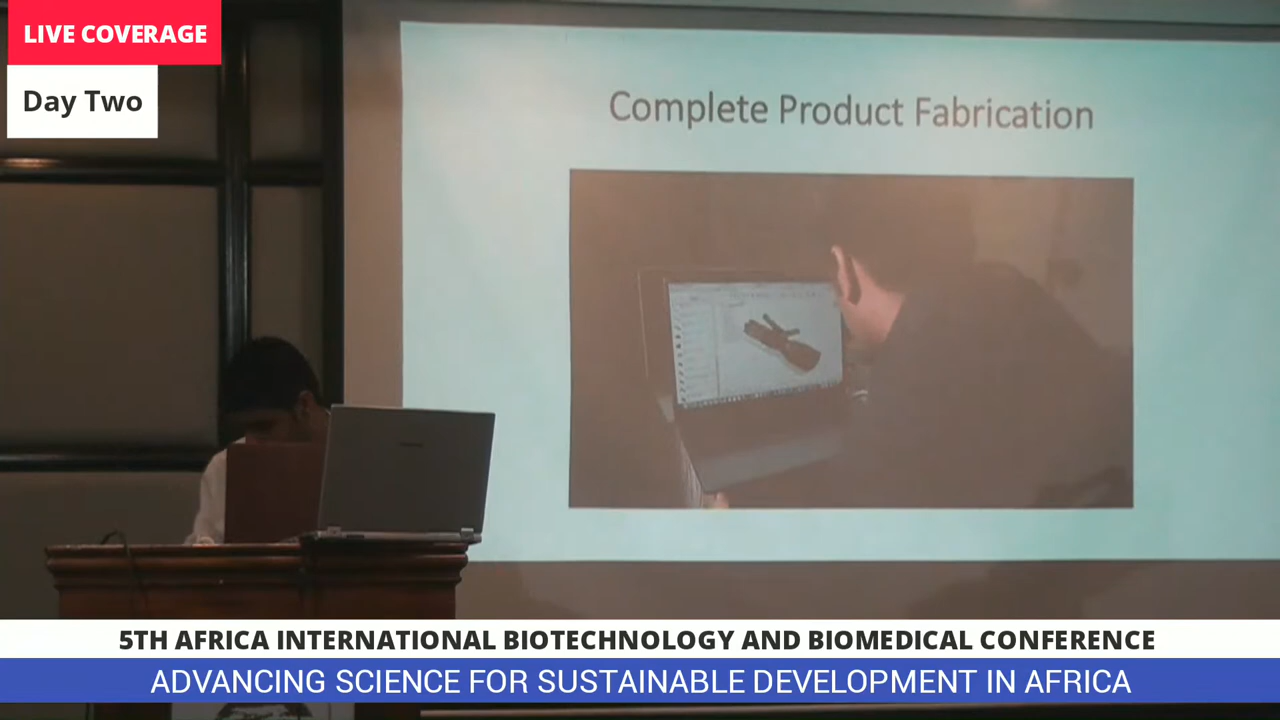 LIVE COVERAGE
Day Two
Complete Product Fabrication
5TH AFRICA INTERNATIONAL BIOTECHNOLOGY AND BIOMEDICAL CONFERENCE
ADVANCING SCIENCE FOR SUSTAINABLE DEVELOPMENT IN AFRICA